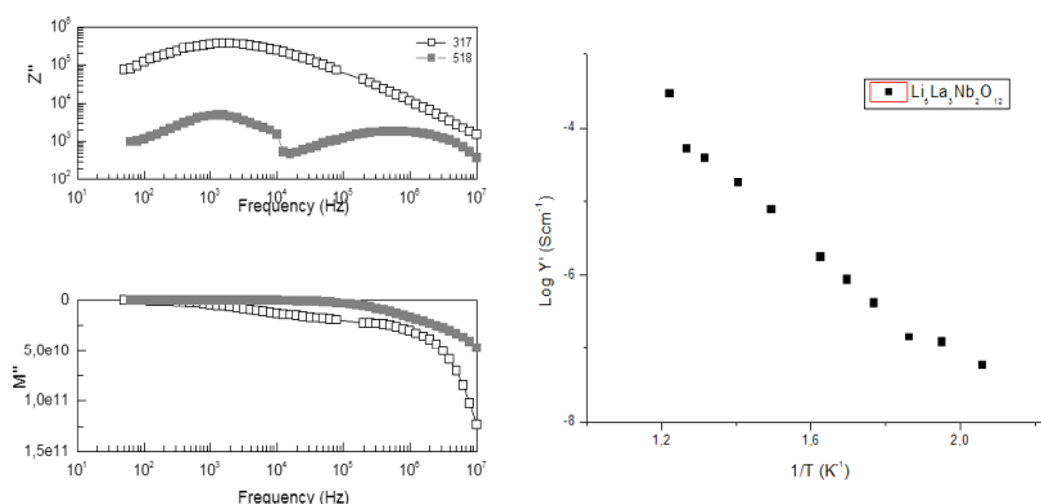 10⁶
10⁵
10⁴
10³
10²
Z''
317
518
10¹ 10² 10³ 10⁴ 10⁵ 10⁶ 10⁷
Frequency (Hz)
0
5,0e10
1,0e11
1,5e11
M''
10¹ 10² 10³ 10⁴ 10⁵ 10⁶ 10⁷
Frequency (Hz)
Li₅La₃Nb₂O₁₂
-4
-6
-8
Log Y' (Scm⁻¹)
1,2 1,6 2,0
1/T (K⁻¹)